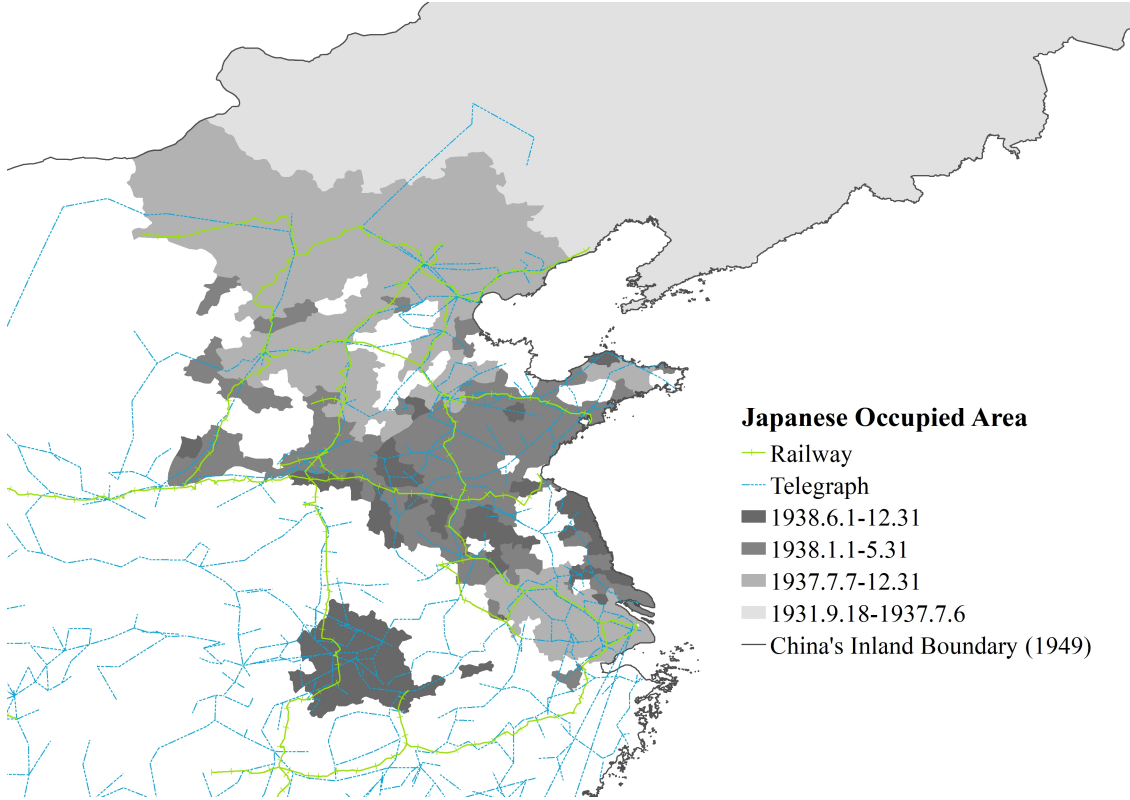 Japanese Occupied Area
Railway
Telegraph
1938.6.1-12.31
1938.1.1-5.31
1937.7.7-12.31
1931.9.18-1937.7.6
China's Inland Boundary (1949)